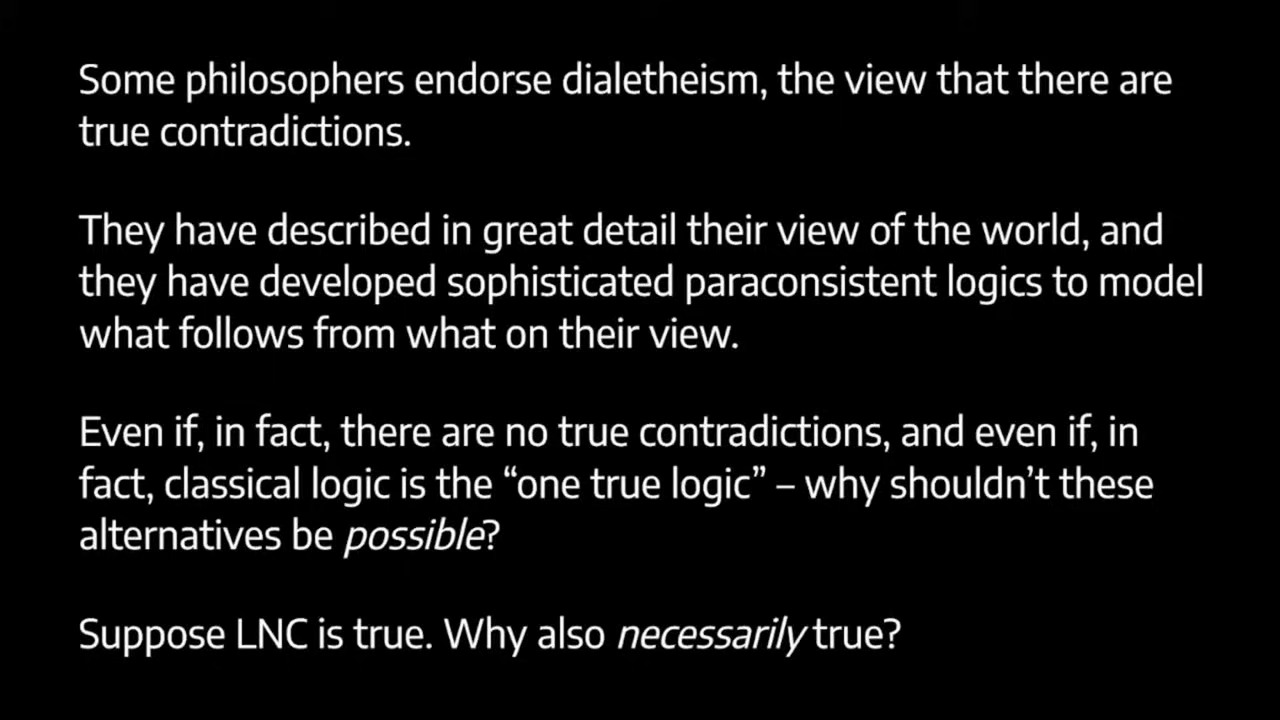 Some philosophers endorse dialetheism, the view that there are
true contradictions.
They have described in great detail their view of the world, and
they have developed sophisticated paraconsistent logics to model
what follows from what on their view.
Even if, in fact, there are no true contradictions, and even if, in
fact, classical logic is the “one true logic” – why shouldn’t these
alternatives be possible?
Suppose LNC is true. Why also necessarily true?